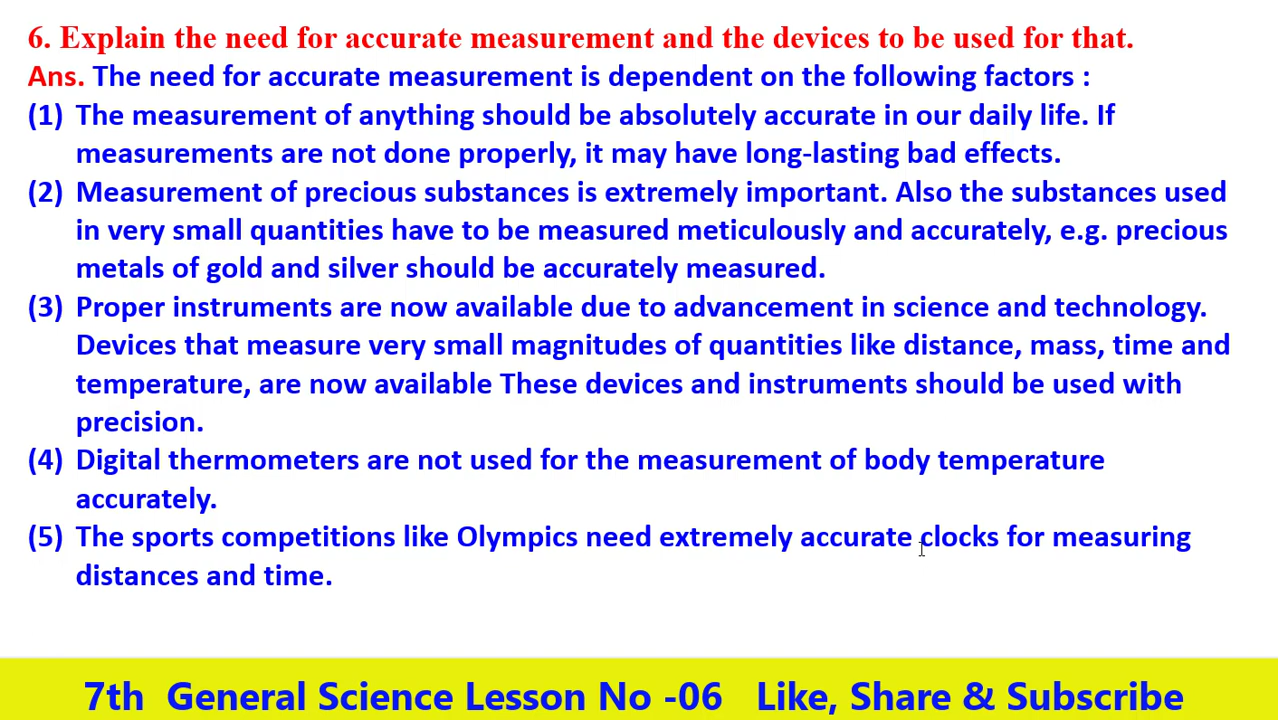 6. Explain the need for accurate measurement and the devices to be used for that.
Ans. The need for accurate measurement is dependent on the following factors :
(1) The measurement of anything should be absolutely accurate in our daily life. If
measurements are not done properly, it may have long-lasting bad effects.
(2) Measurement of precious substances is extremely important. Also the substances used
in very small quantities have to be measured meticulously and accurately, e.g. precious
metals of gold and silver should be accurately measured.
(3) Proper instruments are now available due to advancement in science and technology.
Devices that measure very small magnitudes of quantities like distance, mass, time and
temperature, are now available These devices and instruments should be used with
precision.
(4) Digital thermometers are not used for the measurement of body temperature
accurately.
(5) The sports competitions like Olympics need extremely accurate clocks for measuring
distances and time.
7th General Science Lesson No -06 Like, Share & Subscribe